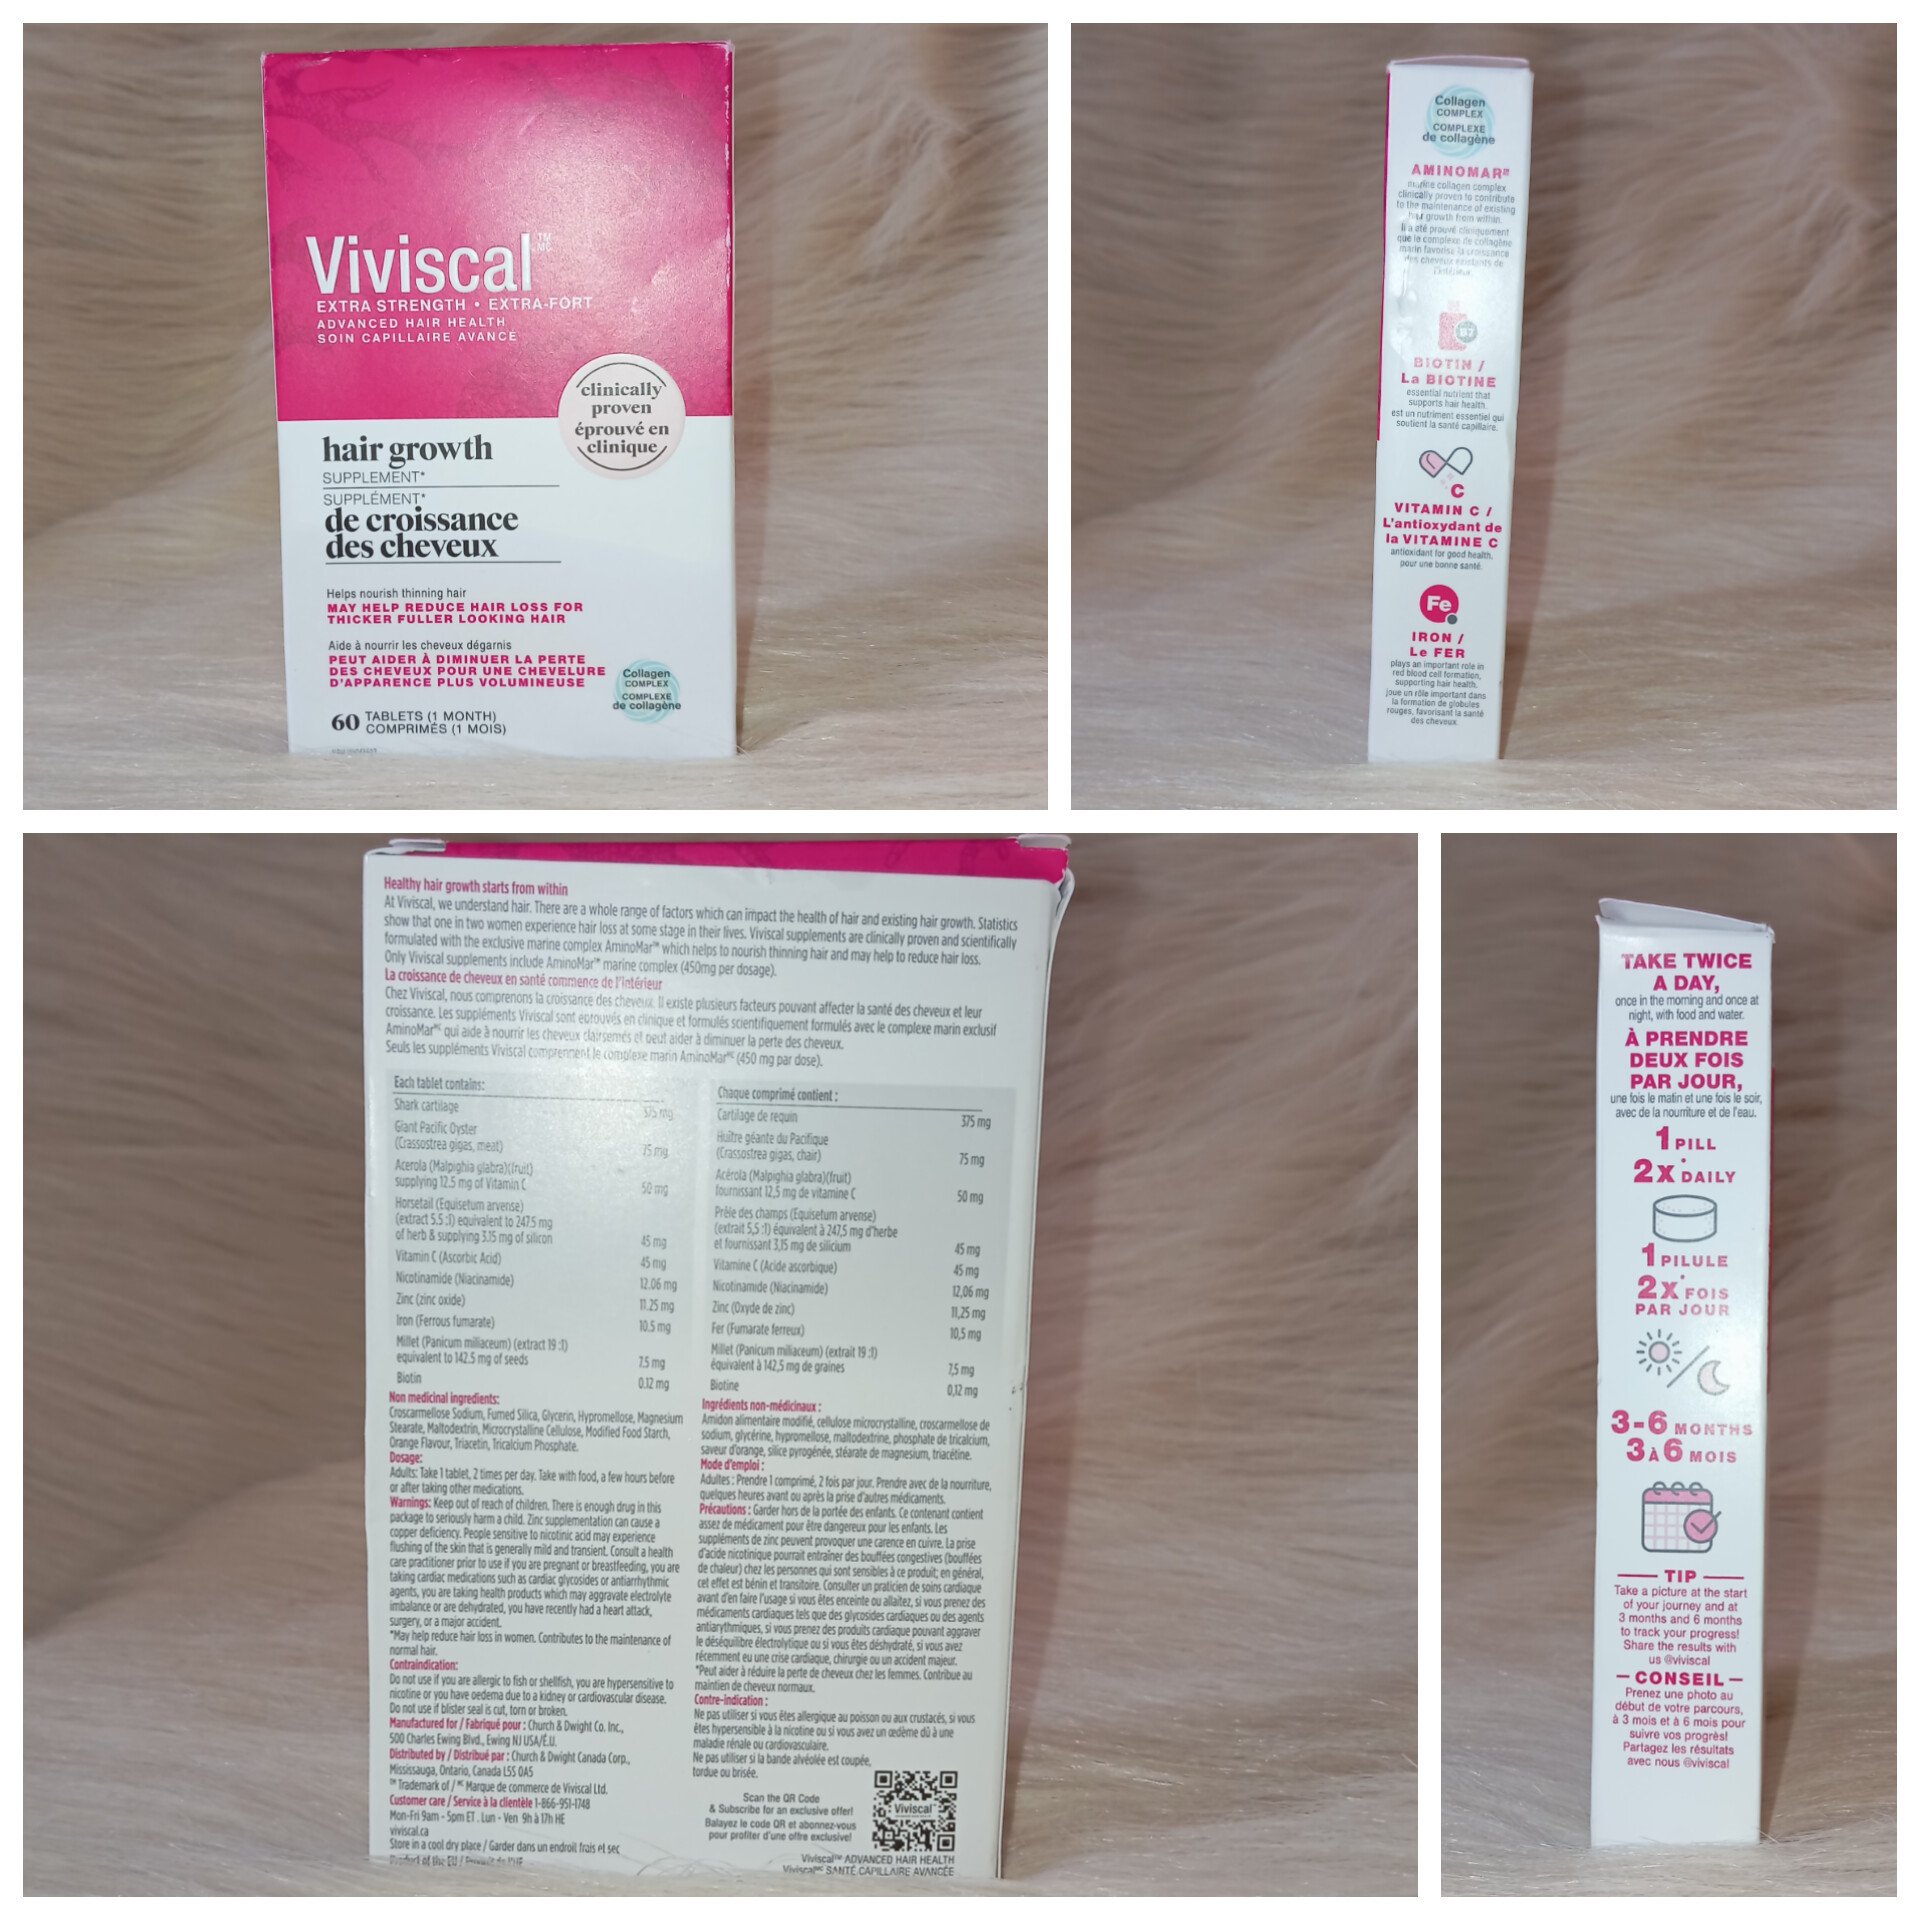 Viviscal TM MC
EXTRA STRENGTH • EXTRA-FORT
ADVANCED HAIR HEALTH
SOIN CAPILLAIRE AVANCÉ
clinically
proven
éprouvé en
clinique
hair growth
SUPPLEMENT*
SUPPLÉMENT*
de croissance
des cheveux
Helps nourish thinning hair
MAY HELP REDUCE HAIR LOSS FOR
THICKER FULLER LOOKING HAIR
Aide à nourrir les cheveux dégarnis
PEUT AIDER À DIMINUER LA PERTE
DES CHEVEUX POUR UNE CHEVELURE
D'APPARENCE PLUS VOLUMINEUSE
Collagen
COMPLEX
COMPLEXE
de collagène
60 TABLETS (1 MONTH)
COMPRIMÉS (1 MOIS)
Collagen
COMPLEX
COMPLEXE
de collagène
AMINOMAR
marine collagen complex
clinically proven to contribute
to the maintenance of existing
hair growth from within.
Il a été prouvé cliniquement
que le complexe de collagène
marin favorise la croissance
des cheveux existants de
l'intérieur.
B7
BIOTIN /
La BIOTINE
essential nutrient that
supports hair health.
est un nutriment essentiel qui
soutient la santé capillaire.
C
VITAMIN C /
L'antioxydant de
la VITAMINE C
antioxidant for good health.
pour une bonne santé.
Fe
IRON /
Le FER
plays an important role in
red blood cell formation,
supporting hair health.
joue un rôle important dans
la formation de globules
rouges, favorisant la santé
des cheveux.
Healthy hair growth starts from within
At Viviscal, we understand hair. There are a whole range of factors which can impact the health of hair and existing hair growth. Statistics
show that one in two women experience hair loss at some stage in their lives. Viviscal supplements are clinically proven and scientifically
formulated with the exclusive marine complex AminoMar™ which helps to nourish thinning hair and may help to reduce hair loss.
Only Viviscal supplements include AminoMar™ marine complex (450mg per dosage).
La croissance de cheveux en santé commence de l'intérieur
Chez Viviscal, nous comprenons la croissance des cheveux. Il existe plusieurs facteurs pouvant affecter la santé des cheveux et leur
croissance. Les suppléments Viviscal sont éprouvés en clinique et formulés scientifiquement formulés avec le complexe marin exclusif
AminoMar MC qui aide à nourrir les cheveux clairsemés et peut aider à diminuer la perte des cheveux.
Seuls les suppléments Viviscal comprennent le complexe marin AminoMar MC (450 mg par dose).
Each tablet contains:
Shark cartilage 375 mg
Giant Pacific Oyster
(Crassostrea gigas, meat) 75 mg
Acerola (Malpighia glabra)(fruit)
supplying 12.5 mg of Vitamin C 50 mg
Horsetail (Equisetum arvense)
(extract 5.5 :1) equivalent to 247.5 mg
of herb & supplying 3.15 mg of silicon 45 mg
Vitamin C (Ascorbic Acid) 45 mg
Nicotinamide (Niacinamide) 12.06 mg
Zinc (zinc oxide) 11.25 mg
Iron (Ferrous fumarate) 10.5 mg
Millet (Panicum miliaceum) (extract 19 :1)
equivalent to 142.5 mg of seeds 7.5 mg
Biotin 0.12 mg
Non medicinal ingredients:
Croscarmellose Sodium, Fumed Silica, Glycerin, Hypromellose, Magnesium
Stearate, Maltodextrin, Microcrystalline Cellulose, Modified Food Starch,
Orange Flavour, Triacetin, Tricalcium Phosphate.
Dosage:
Adults: Take 1 tablet, 2 times per day. Take with food, a few hours before
or after taking other medications.
Warnings: Keep out of reach of children. There is enough drug in this
package to seriously harm a child. Zinc supplementation can cause a
copper deficiency. People sensitive to nicotinic acid may experience
flushing of the skin that is generally mild and transient. Consult a health
care practitioner prior to use if you are pregnant or breastfeeding, you are
taking cardiac medications such as cardiac glycosides or antiarrhythmic
agents, you are taking health products which may aggravate electrolyte
imbalance or are dehydrated, you have recently had a heart attack,
surgery, or a major accident.
*May help reduce hair loss in women. Contributes to the maintenance of
normal hair.
Contraindication:
Do not use if you are allergic to fish or shellfish, you are hypersensitive to
nicotine or you have oedema due to a kidney or cardiovascular disease.
Do not use if blister seal is cut, torn or broken.
Manufactured for / Fabriqué pour : Church & Dwight Co. Inc.,
500 Charles Ewing Blvd., Ewing NJ USA/É.U.
Distributed by / Distribué par : Church & Dwight Canada Corp.,
Mississauga, Ontario, Canada L5S 0A5
™ Trademark of / MC Marque de commerce de Viviscal Ltd.
Customer care / Service à la clientèle 1-866-951-1748
Mon-Fri 9am - 5pm ET . Lun - Ven 9h à 17h HE
viviscal.ca
Store in a cool dry place / Garder dans un endroit frais et sec
Product of the EU / Produit de l'UE
Chaque comprimé contient :
Cartilage de requin 375 mg
Huître géante du Pacifique
(Crassostrea gigas, chair) 75 mg
Acérola (Malpighia glabra)(fruit)
fournissant 12,5 mg de vitamine C 50 mg
Prêle des champs (Equisetum arvense)
(extrait 5,5 :1) équivalent à 247,5 mg d'herbe
et fournissant 3,15 mg de silicium 45 mg
Vitamine C (Acide ascorbique) 45 mg
Nicotinamide (Niacinamide) 12,06 mg
Zinc (Oxyde de zinc) 11,25 mg
Fer (Fumarate ferreux) 10,5 mg
Millet (Panicum miliaceum) (extrait 19 :1)
équivalent à 142,5 mg de graines 7,5 mg
Biotine 0,12 mg
Ingrédients non-médicinaux :
Amidon alimentaire modifié, cellulose microcrystalline, croscarmellose de
sodium, glycérine, hypromellose, maltodextrine, phosphate de tricalcium,
saveur d'orange, silice pyrogénée, stéarate de magnesium, triacétine.
Mode d'emploi :
Adultes : Prendre 1 comprimé, 2 fois par jour. Prendre avec de la nourriture,
quelques heures avant ou après la prise d'autres médicaments.
Précautions : Garder hors de la portée des enfants. Ce contenant contient
assez de médicament pour être dangereux pour les enfants. Les
suppléments de zinc peuvent provoquer une carence en cuivre. La prise
d'acide nicotinique pourrait entraîner des bouffées congestives (bouffées
de chaleur) chez les personnes qui sont sensibles à ce produit; en général,
cet effet est bénin et transitoire. Consulter un praticien de soins cardiaque
avant d'en faire l'usage si vous êtes enceinte ou allaitez, si vous prenez des
médicaments cardiaques tels que des glycosides cardiaques ou des agents
antiarythmiques, si vous prenez des produits cardiaque pouvant aggraver
le déséquilibre électrolytique ou si vous êtes déshydraté, si vous avez
récemment eu une crise cardiaque, chirurgie ou un accident majeur.
*Peut aider à réduire la perte de cheveux chez les femmes. Contribue au
maintien de cheveux normaux.
Contre-indication :
Ne pas utiliser si vous êtes allergique au poisson ou aux crustacés, si vous
êtes hypersensible à la nicotine ou si vous avez un œdème dû à une
maladie rénale ou cardiovasculaire.
Ne pas utiliser si la bande alvéolée est coupée,
tordue ou brisée.
Scan the QR Code
& Subscribe for an exclusive offer!
Balayez le code QR et abonnez-vous
pour profiter d'une offre exclusive!
Viviscal
Viviscal™ ADVANCED HAIR HEALTH
Viviscal MC SANTÉ CAPILLAIRE AVANCÉE
TAKE TWICE
A DAY,
once in the morning and once at
night, with food and water.
À PRENDRE
DEUX FOIS
PAR JOUR,
une fois le matin et une fois le soir,
avec de la nourriture et de l'eau.
1 PILL
2x DAILY
1 PILULE
2x FOIS
PAR JOUR
3-6 MONTHS
3 À 6 MOIS
TIP
Take a picture at the start
of your journey and at
3 months and 6 months
to track your progress!
Share the results with
us @viviscal
CONSEIL
Prenez une photo au
début de votre parcours,
à 3 mois et à 6 mois pour
suivre vos progrès!
Partagez les résultats
avec nous @viviscal